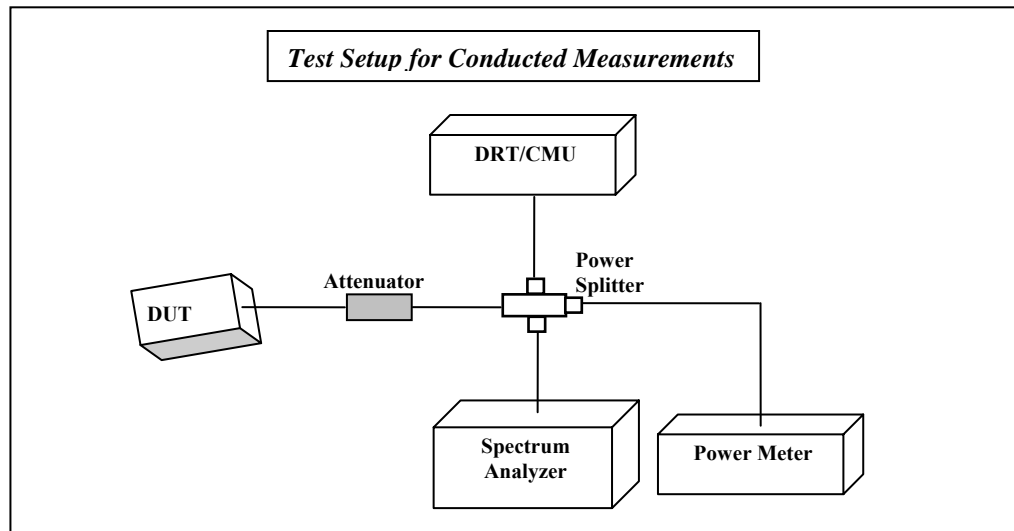 Test Setup for Conducted Measurements
DRT/CMU
Power
Splitter
Attenuator
DUT
Spectrum
Analyzer
Power Meter